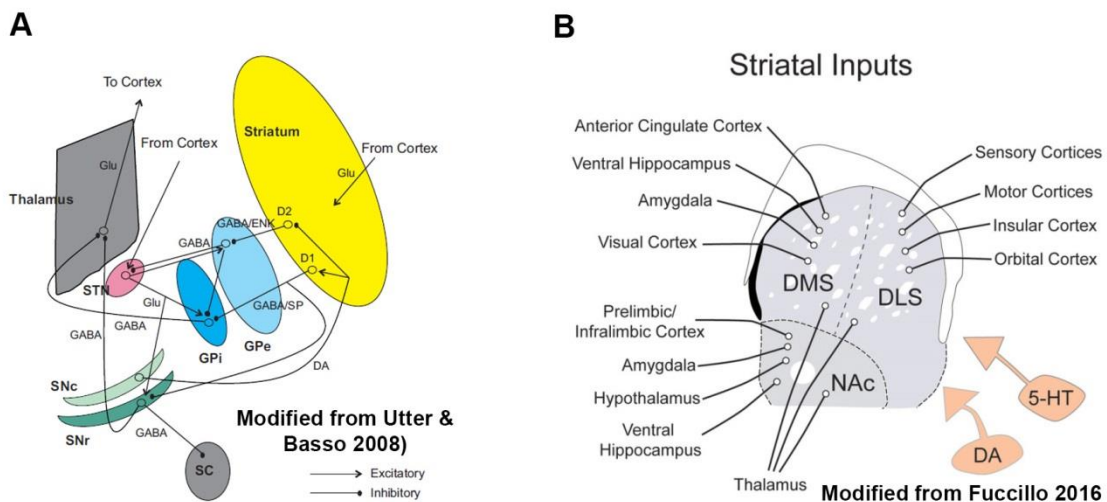 A
To Cortex
From Cortex
Striatum
From Cortex
Glu
Glu
Thalamus
D2
GABA/ENK
GABA
D1
STN
Glu
GABA/SP
GABA
GABA
GPi
GPe
DA
SNc
SNr
GABA
Modified from Utter &
Basso 2008)
SC
Excitatory
Inhibitory
B
Striatal Inputs
Anterior Cingulate Cortex
Ventral Hippocampus
Amygdala
Visual Cortex
Sensory Cortices
Motor Cortices
Insular Cortex
Orbital Cortex
DMS
DLS
Prelimbic/
Infralimbic Cortex
Amygdala
Hypothalamus
Ventral
Hippocampus
NAc
Thalamus
5-HT
DA
Modified from Fuccillo 2016